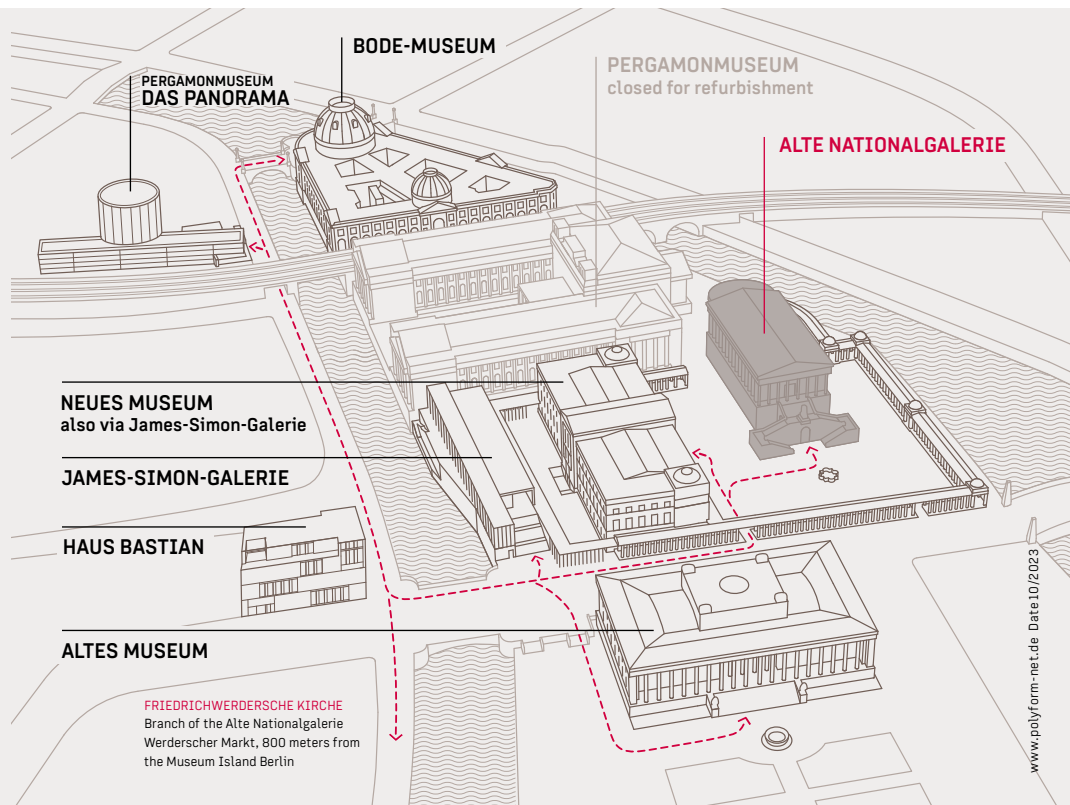 BODE-MUSEUM
PERGAMONMUSEUM
closed for refurbishment
PERGAMONMUSEUM
DAS PANORAMA
ALTE NATIONALGALERIE
NEUES MUSEUM
also via James-Simon-Galerie
JAMES-SIMON-GALERIE
HAUS BASTIAN
ALTES MUSEUM
FRIEDRICHWERDERSCHE KIRCHE
Branch of the Alte Nationalgalerie
Werderscher Markt, 800 meters from
the Museum Island Berlin
www.polyform-net.de Date10/2023